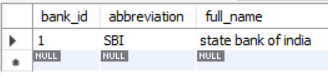 bank_id abbreviation full_name
1 SBI state bank of india
NULL NULL NULL